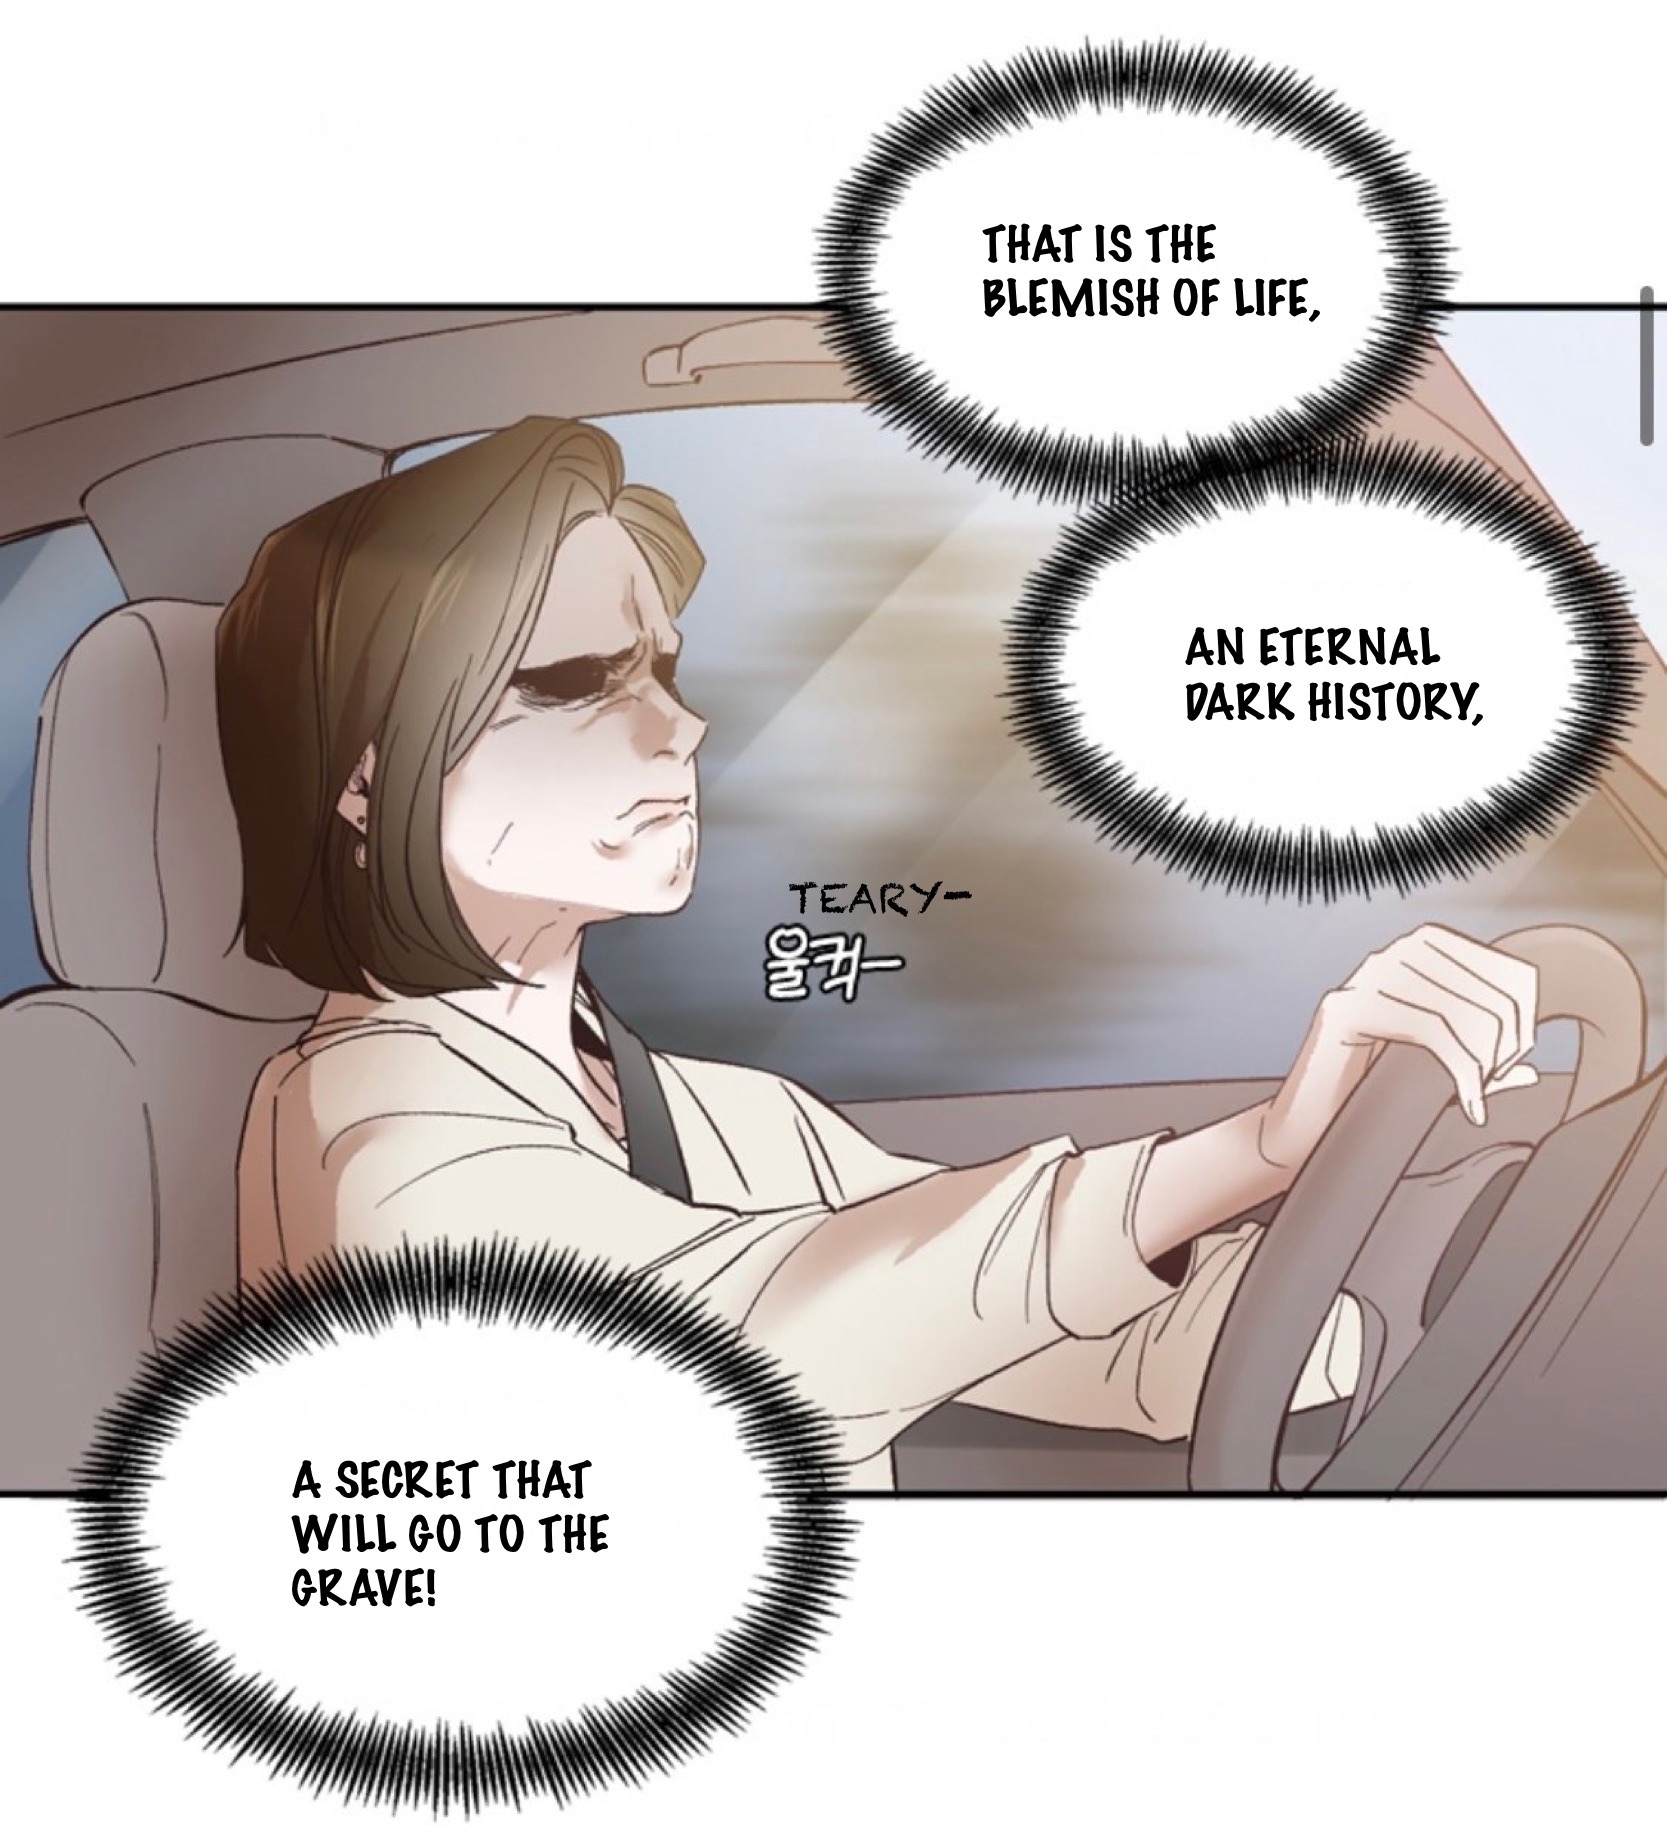 THAT IS THE
BLEMISH OF LIFE,
AN ETERNAL
DARK HISTORY,
TEARY-
울컥-
A SECRET THAT
WILL GO TO THE
GRAVE!